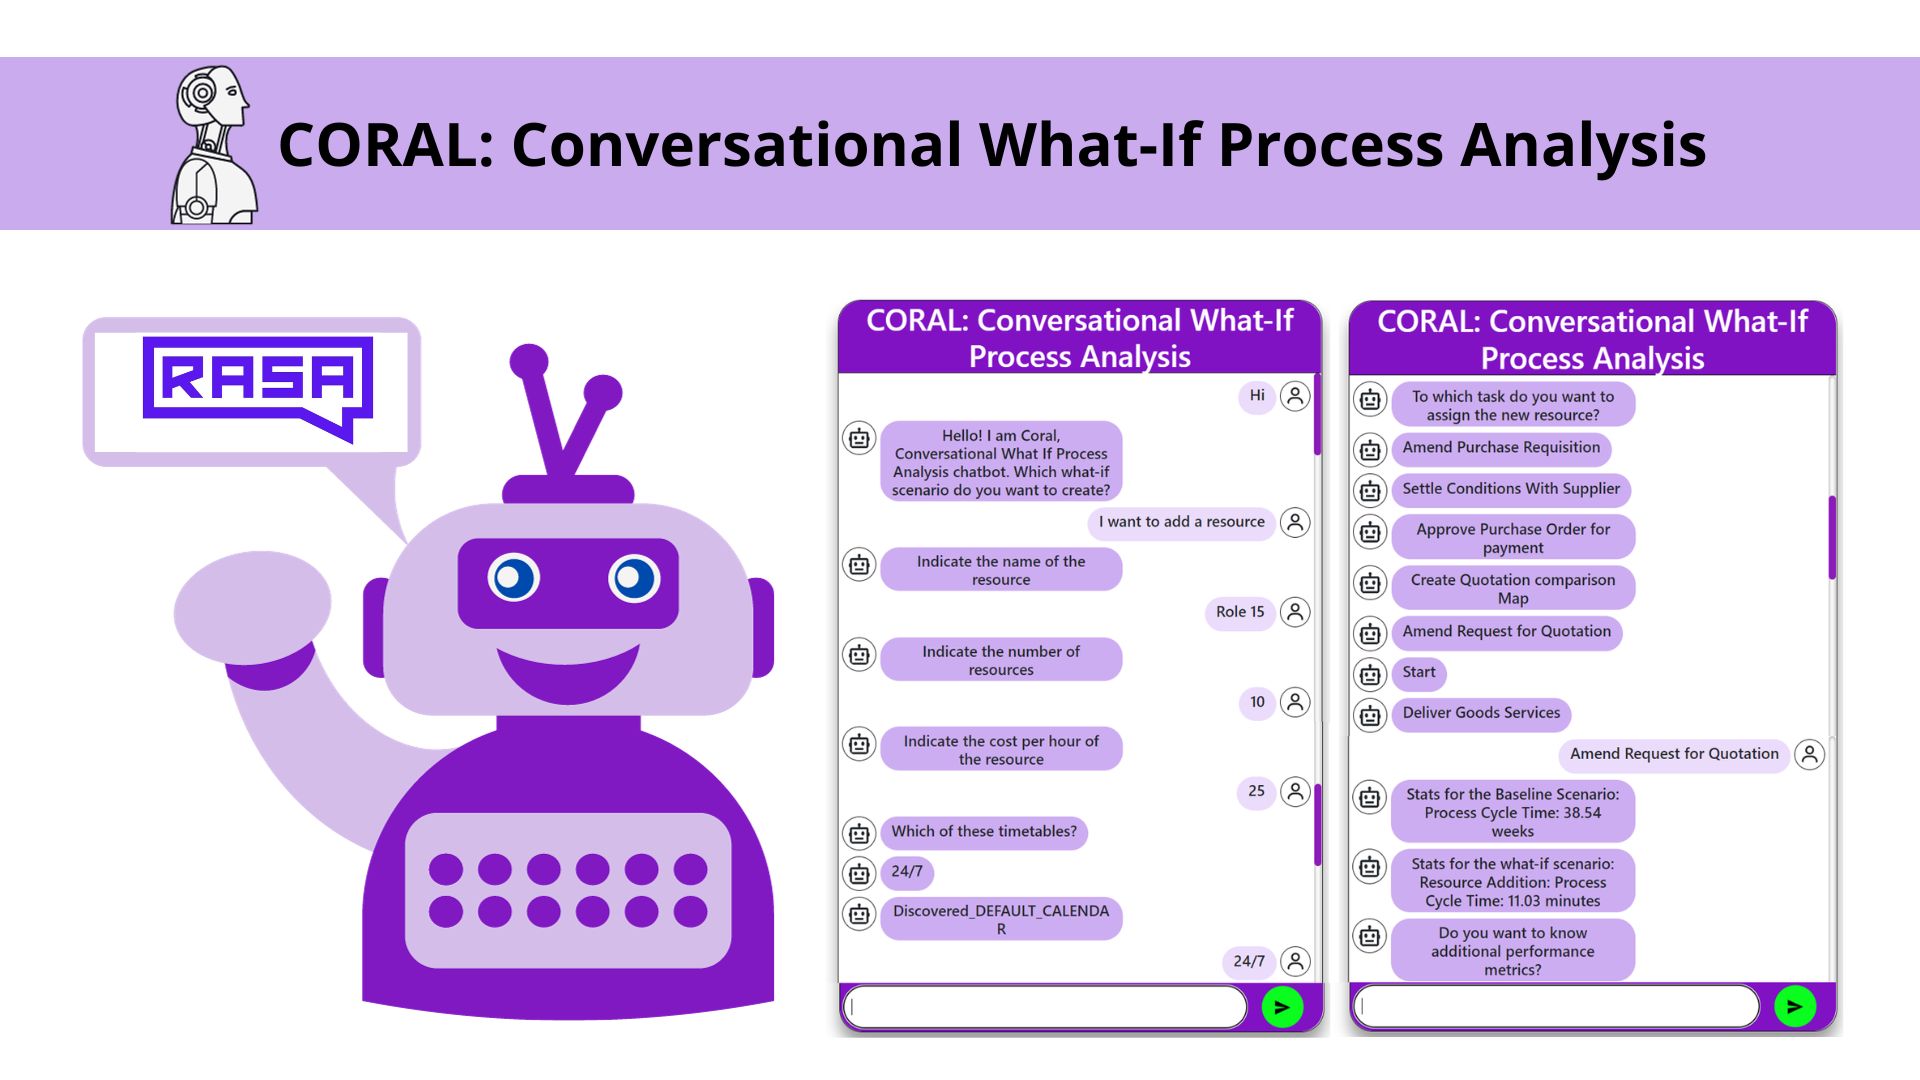 CORAL: Conversational What-If Process Analysis
RASA
CORAL: Conversational What-If
Process Analysis
Hi
Hello! I am Coral,
Conversational What If Process
Analysis chatbot. Which what-if
scenario do you want to create?
I want to add a resource
Indicate the name of the
resource
Role 15
Indicate the number of
resources
10
Indicate the cost per hour of
the resource
25
Which of these timetables?
24/7
Discovered_DEFAULT_CALENDA
R
24/7
CORAL: Conversational What-If
Process Analysis
To which task do you want to
assign the new resource?
Amend Purchase Requisition
Settle Conditions With Supplier
Approve Purchase Order for
payment
Create Quotation comparison
Map
Amend Request for Quotation
Start
Deliver Goods Services
Amend Request for Quotation
Stats for the Baseline Scenario:
Process Cycle Time: 38.54
weeks
Stats for the what-if scenario:
Resource Addition: Process
Cycle Time: 11.03 minutes
Do you want to know
additional performance
metrics?